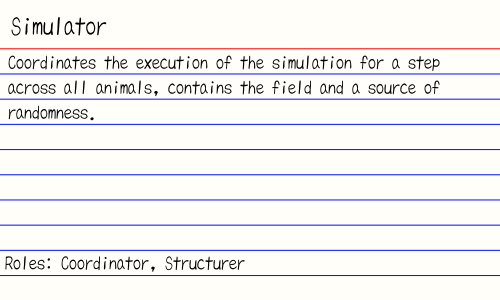 Simulator
Coordinates the execution of the simulation for a step
across all animals, contains the field and a source of
randomness.
Roles: Coordinator, Structurer